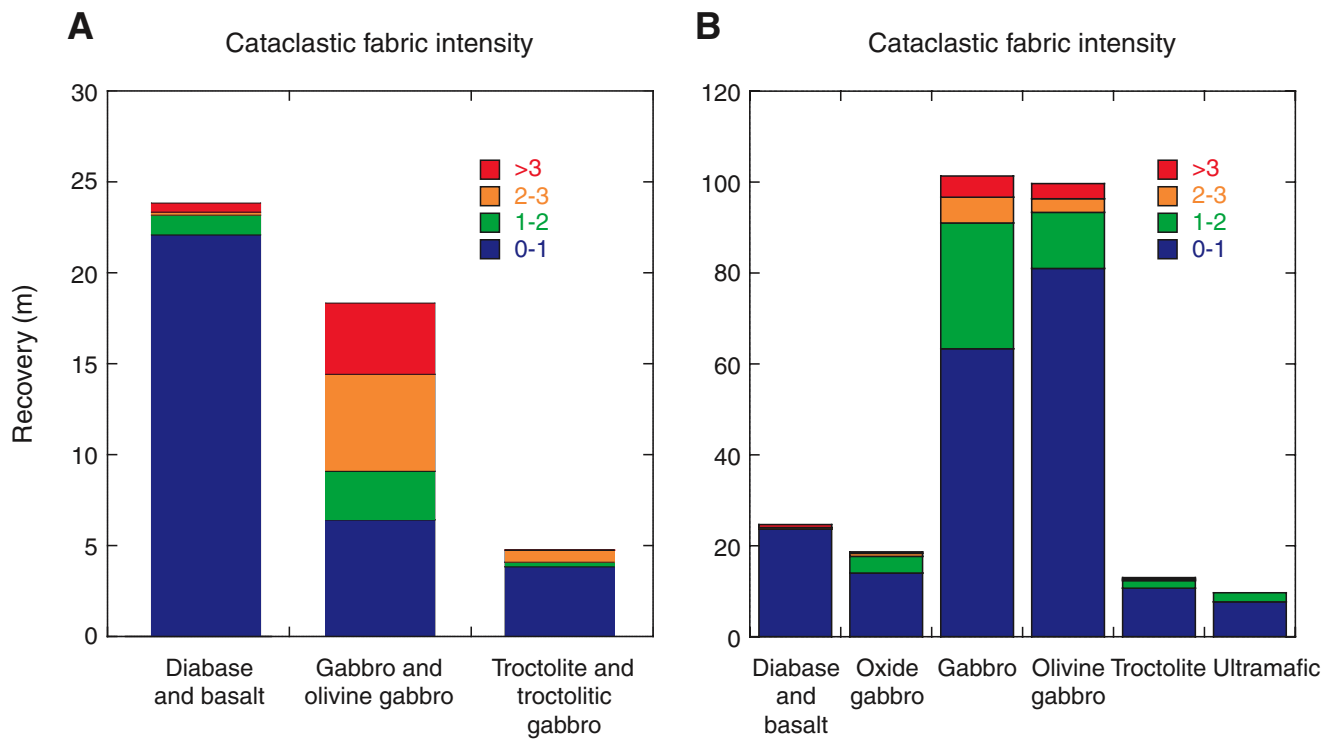 A
Cataclastic fabric intensity
30
25
20
15
10
5
0
Recovery (m)
>3
2-3
1-2
0-1
Diabase
and basalt
Gabbro and
olivine gabbro
Troctolite and
troctolitic
gabbro
B
Cataclastic fabric intensity
120
100
80
60
40
20
0
>3
2-3
1-2
0-1
Diabase
and
basalt
Oxide
gabbro
Gabbro
Olivine
gabbro
Troctolite
Ultramafic